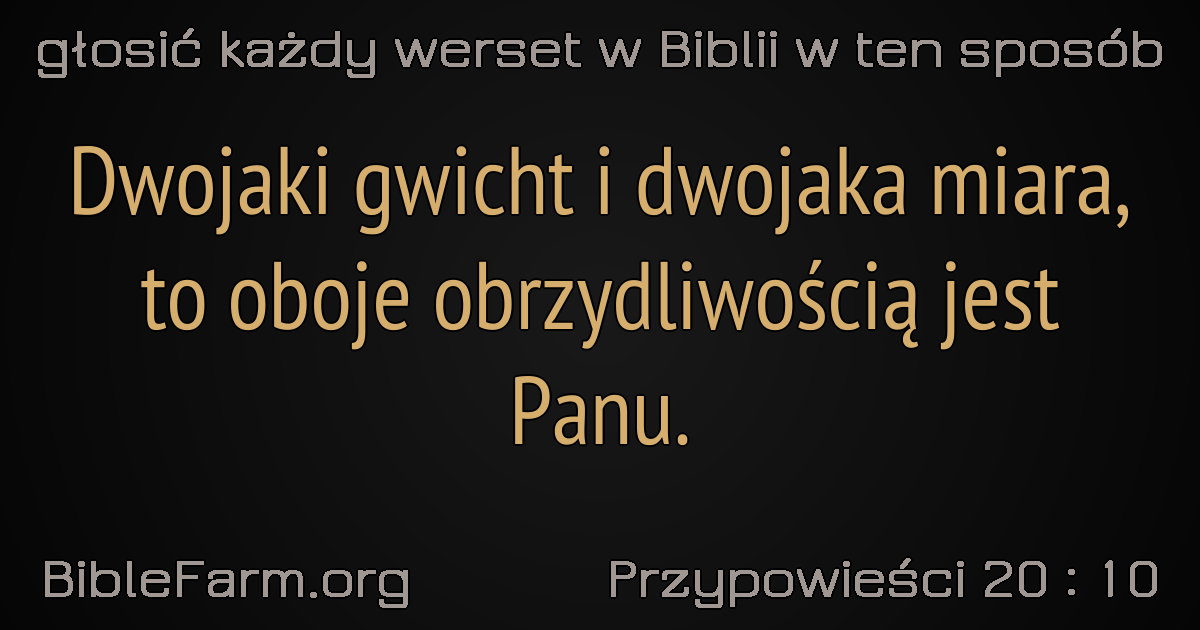 głosić każdy werset w Biblii w ten sposób
Dwojaki gwicht i dwojaka miara,
to oboje obrzydliwością jest
Panu.
BibleFarm.org
Przypowieści 20 : 10